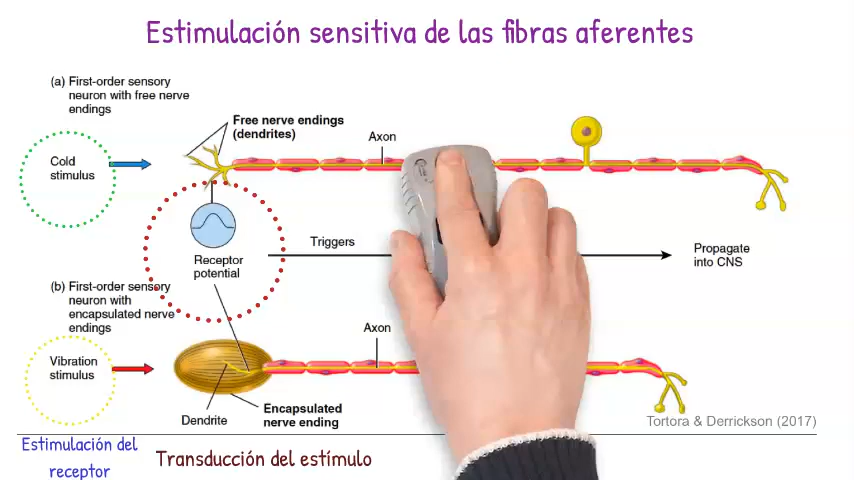 Estimulación sensitiva de las fibras aferentes
(a) First-order sensory
neuron with free nerve
endings
Free nerve endings
(dendrites)
Axon
Cold
stimulus
Receptor
potential
Triggers
Propagate
into CNS
(b) First-order sensory
neuron with
encapsulated nerve
endings
Axon
Vibration
stimulus
Dendrite
Encapsulated
nerve ending
Tortora & Derrickson (2017)
Estimulación del
receptor
Transducción del estímulo